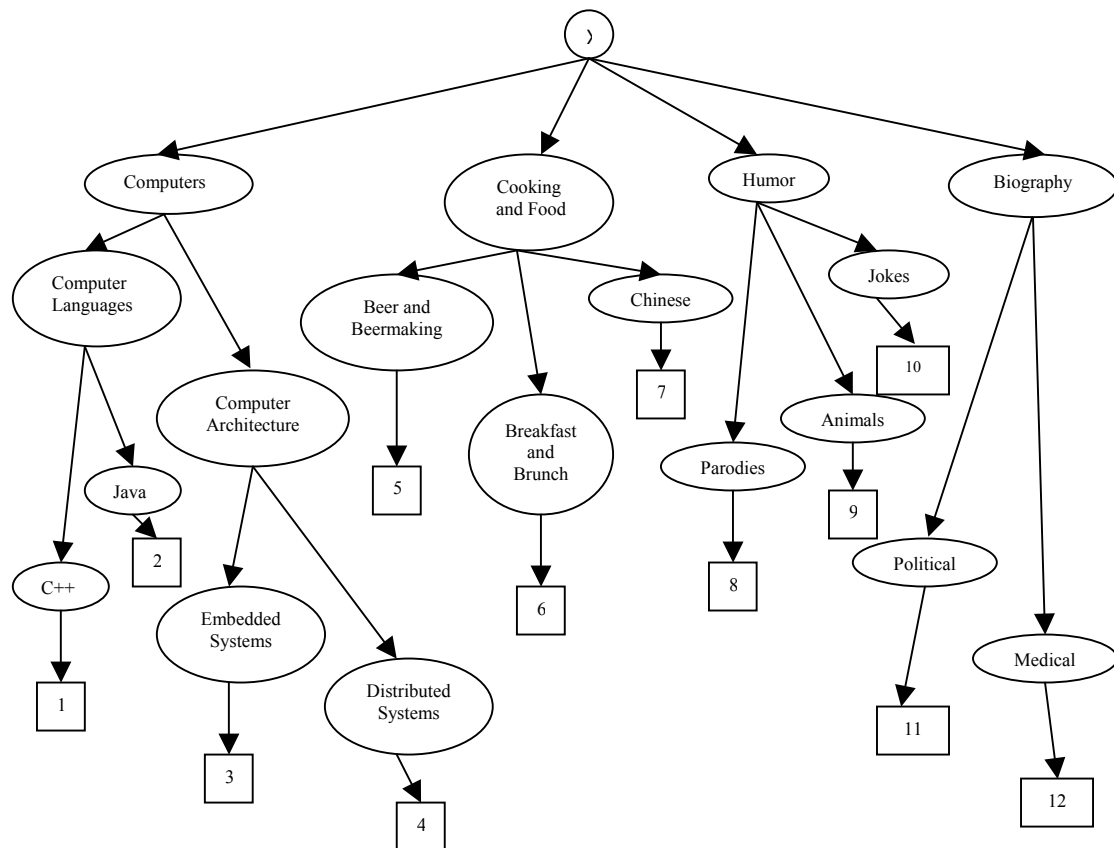 Computers
Cooking
and Food
Humor
Biography
Computer
Languages
Beer and
Beermaking
Chinese
Jokes
10
7
Computer
Architecture
Breakfast
and
Brunch
Animals
Parodies
Java
5
9
2
C++
Embedded
Systems
6
8
Political
Medical
1
Distributed
Systems
11
3
4
12